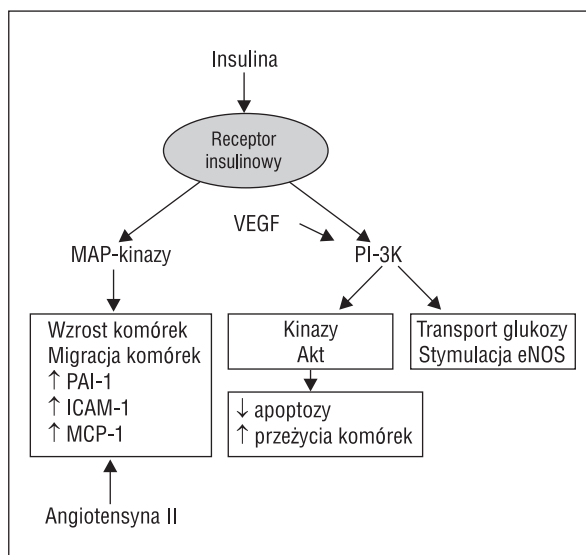 Insulina
Receptor
insulinowy
VEGF
MAP-kinazy
PI-3K
Wzrost komórek
Migracja komórek
↑ PAI-1
↑ ICAM-1
↑ MCP-1
Kinazy
Akt
Transport glukozy
Stymulacja eNOS
↓ apoptozy
↑ przeżycia komórek
Angiotensyna II